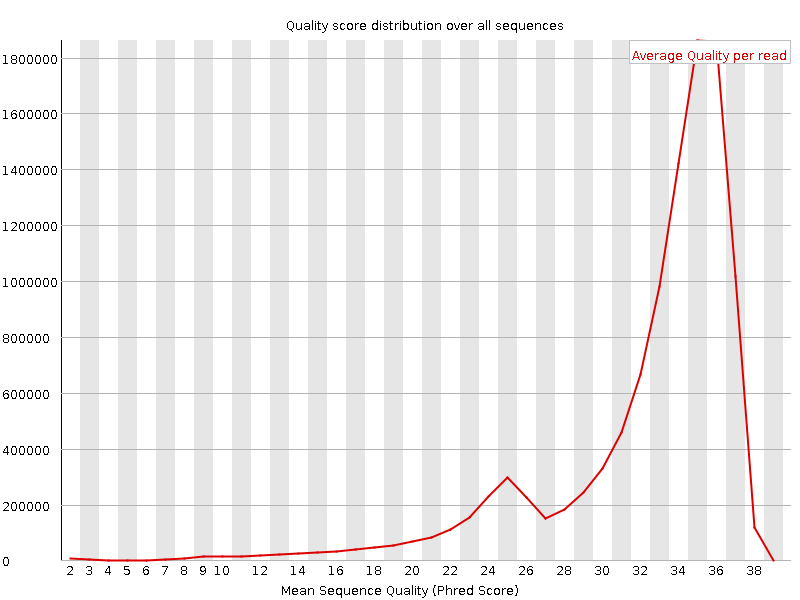 Quality score distribution over all sequences
Average Quality per read
1800000
1600000
1400000
1200000
1000000
800000
600000
400000
200000
0
2 3 4 5 6 7 8 9 10 12 14 16 18 20 22 24 26 28 30 32 34 36 38
Mean Sequence Quality (Phred Score)